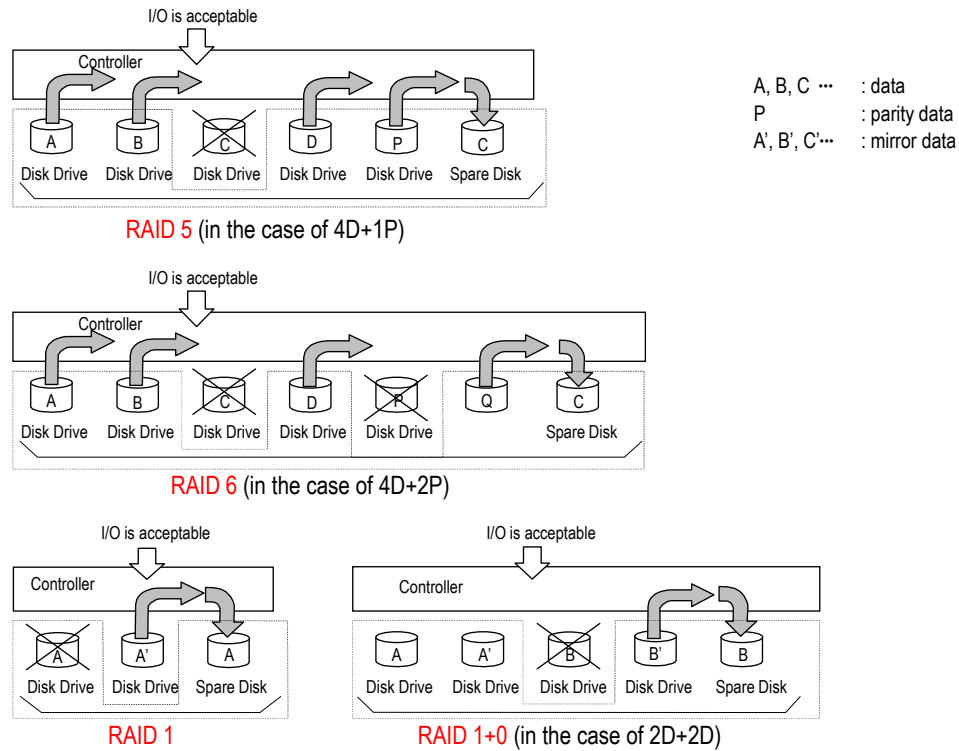 I/O is acceptable
Controller
A B C D P C
Disk Drive Disk Drive Disk Drive Disk Drive Disk Drive Spare Disk
RAID 5 (in the case of 4D+1P)
A, B, C ··· : data
P : parity data
A', B', C'··· : mirror data
I/O is acceptable
Controller
A B C D P Q C
Disk Drive Disk Drive Disk Drive Disk Drive Disk Drive Spare Disk
RAID 6 (in the case of 4D+2P)
I/O is acceptable
Controller
A A' A
Disk Drive Disk Drive Spare Disk
RAID 1
I/O is acceptable
Controller
A A' B B' B
Disk Drive Disk Drive Disk Drive Disk Drive Spare Disk
RAID 1+0 (in the case of 2D+2D)